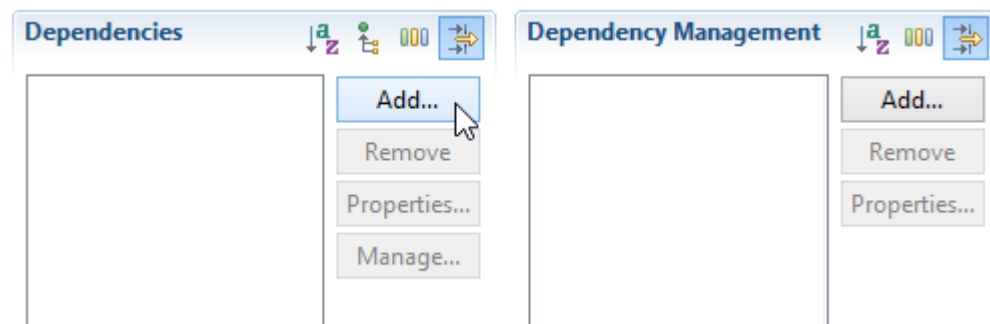 Dependencies
Add...
Remove
Properties...
Manage...
Dependency Management
Add...
Remove
Properties...